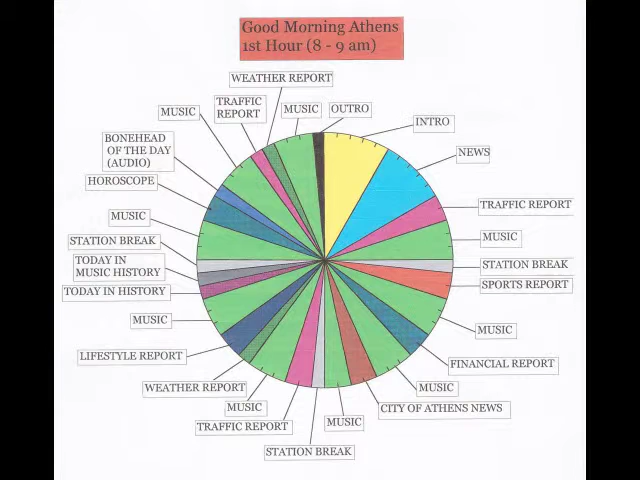 Good Morning Athens
1st Hour (8 - 9 am)
WEATHER REPORT
TRAFFIC
REPORT
MUSIC
OUTRO
MUSIC
INTRO
BONEHEAD
OF THE DAY
(AUDIO)
NEWS
HOROSCOPE
TRAFFIC REPORT
MUSIC
MUSIC
STATION BREAK
STATION BREAK
TODAY IN
MUSIC HISTORY
SPORTS REPORT
TODAY IN HISTORY
MUSIC
MUSIC
LIFESTYLE REPORT
FINANCIAL REPORT
WEATHER REPORT
MUSIC
MUSIC
CITY OF ATHENS NEWS
TRAFFIC REPORT
MUSIC
STATION BREAK